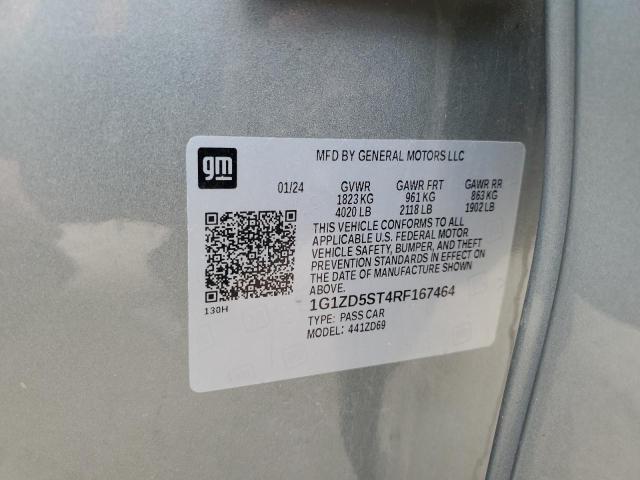 gm
MFD BY GENERAL MOTORS LLC
01/24 GVWR GAWR FRT GAWR RR
1823 KG 961 KG 863 KG
4020 LB 2118 LB 1902 LB
THIS VEHICLE CONFORMS TO ALL
APPLICABLE U.S. FEDERAL MOTOR
VEHICLE SAFETY, BUMPER, AND THEFT
PREVENTION STANDARDS IN EFFECT ON
THE DATE OF MANUFACTURE SHOWN
ABOVE.
130H
1G1ZD5ST4RF167464
TYPE: PASS CAR
MODEL: 441ZD69